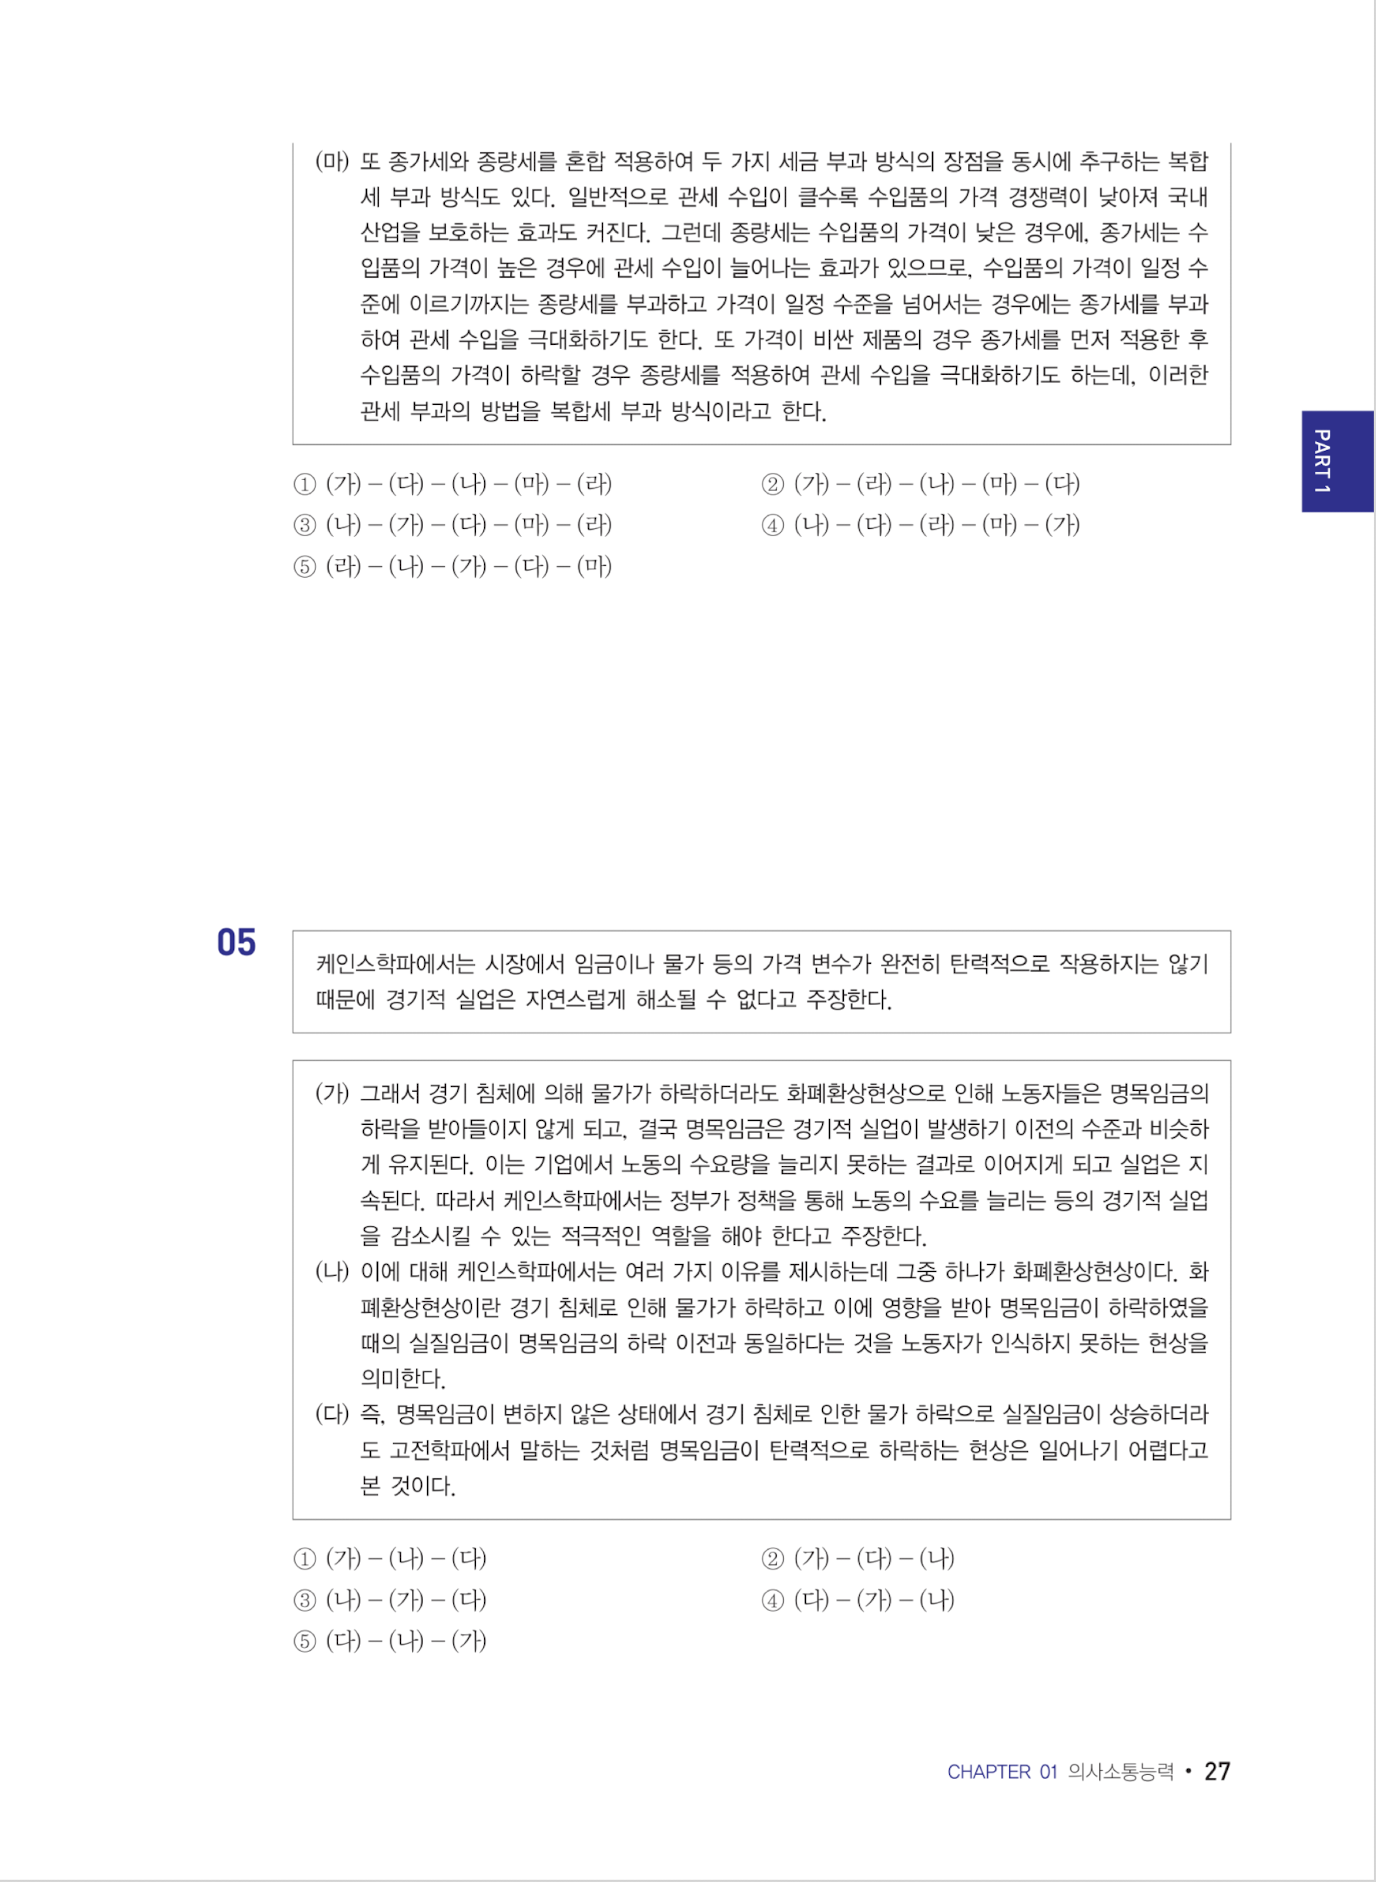 (마) 또 종가세와 종량세를 혼합 적용하여 두 가지 세금 부과 방식의 장점을 동시에 추구하는 복합
세 부과 방식도 있다. 일반적으로 관세 수입이 클수록 수입품의 가격 경쟁력이 낮아져 국내
산업을 보호하는 효과도 커진다. 그런데 종량세는 수입품의 가격이 낮은 경우에, 종가세는 수
입품의 가격이 높은 경우에 관세 수입이 늘어나는 효과가 있으므로, 수입품의 가격이 일정 수
준에 이르기까지는 종량세를 부과하고 가격이 일정 수준을 넘어서는 경우에는 종가세를 부과
하여 관세 수입을 극대화하기도 한다. 또 가격이 비싼 제품의 경우 종가세를 먼저 적용한 후
수입품의 가격이 하락할 경우 종량세를 적용하여 관세 수입을 극대화하기도 하는데, 이러한
관세 부과의 방법을 복합세 부과 방식이라고 한다.
① (가) – (다) – (나) – (마) – (라)
② (가) – (라) – (나) – (마) – (다)
③ (나) – (가) – (다) – (마) – (라)
④ (나) – (다) – (라) – (마) – (가)
⑤ (라) – (나) – (가) – (다) – (마)
PART 1
05
케인스학파에서는 시장에서 임금이나 물가 등의 가격 변수가 완전히 탄력적으로 작용하지는 않기
때문에 경기적 실업은 자연스럽게 해소될 수 없다고 주장한다.
(가) 그래서 경기 침체에 의해 물가가 하락하더라도 화폐환상현상으로 인해 노동자들은 명목임금의
하락을 받아들이지 않게 되고, 결국 명목임금은 경기적 실업이 발생하기 이전의 수준과 비슷하
게 유지된다. 이는 기업에서 노동의 수요량을 늘리지 못하는 결과로 이어지게 되고 실업은 지
속된다. 따라서 케인스학파에서는 정부가 정책을 통해 노동의 수요를 늘리는 등의 경기적 실업
을 감소시킬 수 있는 적극적인 역할을 해야 한다고 주장한다.
(나) 이에 대해 케인스학파에서는 여러 가지 이유를 제시하는데 그중 하나가 화폐환상현상이다. 화
폐환상현상이란 경기 침체로 인해 물가가 하락하고 이에 영향을 받아 명목임금이 하락하였을
때의 실질임금이 명목임금의 하락 이전과 동일하다는 것을 노동자가 인식하지 못하는 현상을
의미한다.
(다) 즉, 명목임금이 변하지 않은 상태에서 경기 침체로 인한 물가 하락으로 실질임금이 상승하더라
도 고전학파에서 말하는 것처럼 명목임금이 탄력적으로 하락하는 현상은 일어나기 어렵다고
본 것이다.
① (가) – (나) – (다)
② (가) – (다) – (나)
③ (나) – (가) – (다)
④ (다) – (가) – (나)
⑤ (다) – (나) – (가)
CHAPTER 01 의사소통능력 • 27